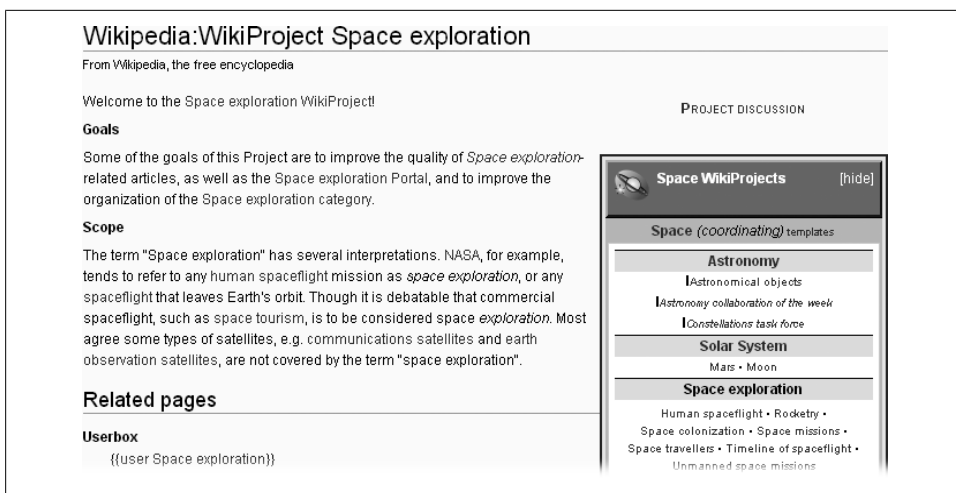 Wikipedia:WikiProject Space exploration
From Wikipedia, the free encyclopedia
Welcome to the Space exploration WikiProject!
Goals
Some of the goals of this Project are to improve the quality of Space exploration-
related articles, as well as the Space exploration Portal, and to improve the
organization of the Space exploration category.
Scope
The term "Space exploration" has several interpretations. NASA, for example,
tends to refer to any human spaceflight mission as space exploration, or any
spaceflight that leaves Earth's orbit. Though it is debatable that commercial
spaceflight, such as space tourism, is to be considered space exploration. Most
agree some types of satellites, e.g. communications satellites and earth
observation satellites, are not covered by the term "space exploration".
Related pages
Userbox
{{user Space exploration}}
PROJECT DISCUSSION
Space WikiProjects [hide]
Space (coordinating) templates
Astronomy
Astronomical objects
Astronomy collaboration of the week
Constellations task force
Solar System
Mars • Moon
Space exploration
Human spaceflight • Rocketry •
Space colonization • Space missions •
Space travellers • Timeline of spaceflight •
Unmanned space missions